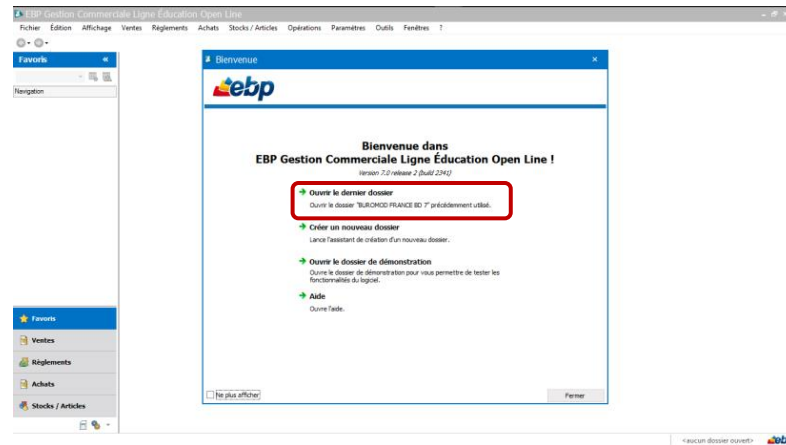 EBP Gestion Commerciale Ligne Éducation Open Line
Fichier Édition Affichage Ventes Règlements Achats Stocks / Articles Opérations Paramètres Outils Fenêtres ?
Favoris «
Navigation
Bienvenue
ebp
Bienvenue dans
EBP Gestion Commerciale Ligne Éducation Open Line !
Version 7.0 release 2 (build 2341)
Ouvrir le dernier dossier
Ouvrir le dossier "BUROMOD FRANCE BD 7" précédemment utilisé.
Créer un nouveau dossier
Lance l'assistant de création d'un nouveau dossier.
Ouvrir le dossier de démonstration
Ouvre le dossier de démonstration pour vous permettre de tester les
fonctionnalités du logiciel.
Aide
Ouvre l'aide.
Ne plus afficher
Fermer
Favoris
Ventes
Règlements
Achats
Stocks / Articles
<aucun dossier ouvert>
ebp